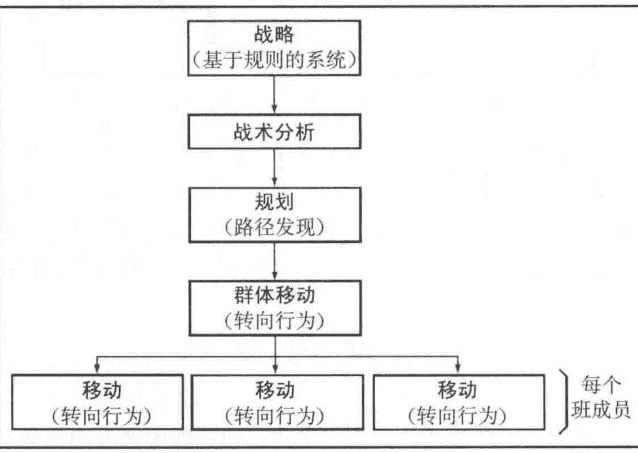 战略
（基于规则的系统）
战术分析
规划
（路径发现）
群体移动
（转向行为）
移动
（转向行为）
移动
（转向行为）
移动
（转向行为）
每个
班成员